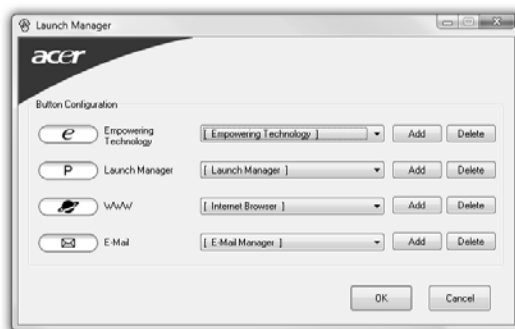 Launch Manager
acer
Button Configuration
e Empowering Technology [ Empowering Technology ] Add Delete
P Launch Manager [ Launch Manager ] Add Delete
WWW [ Internet Browser ] Add Delete
E-Mail [ E-Mail Manager ] Add Delete
OK Cancel